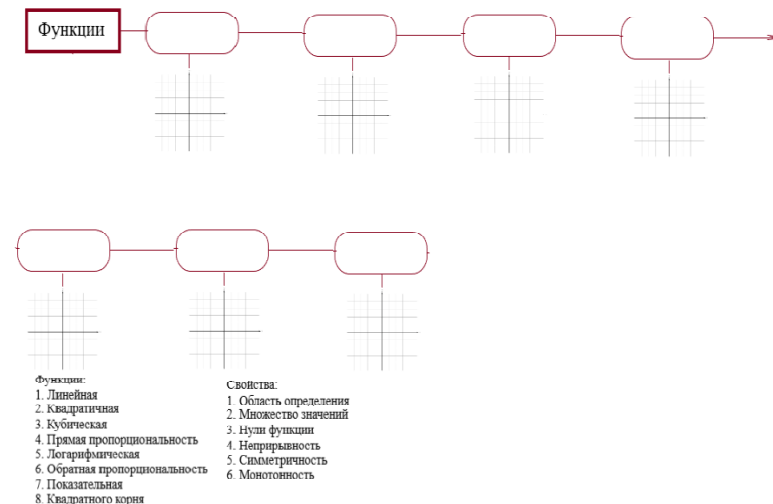 Функции
Функции:
1. Линейная
2. Квадратичная
3. Кубическая
4. Прямая пропорциональность
5. Логарифмическая
6. Обратная пропорциональность
7. Показательная
8. Квадратного корня
Свойства:
1. Область определения
2. Множество значений
3. Нули функции
4. Неприрывность
5. Симметричность
6. Монотонность